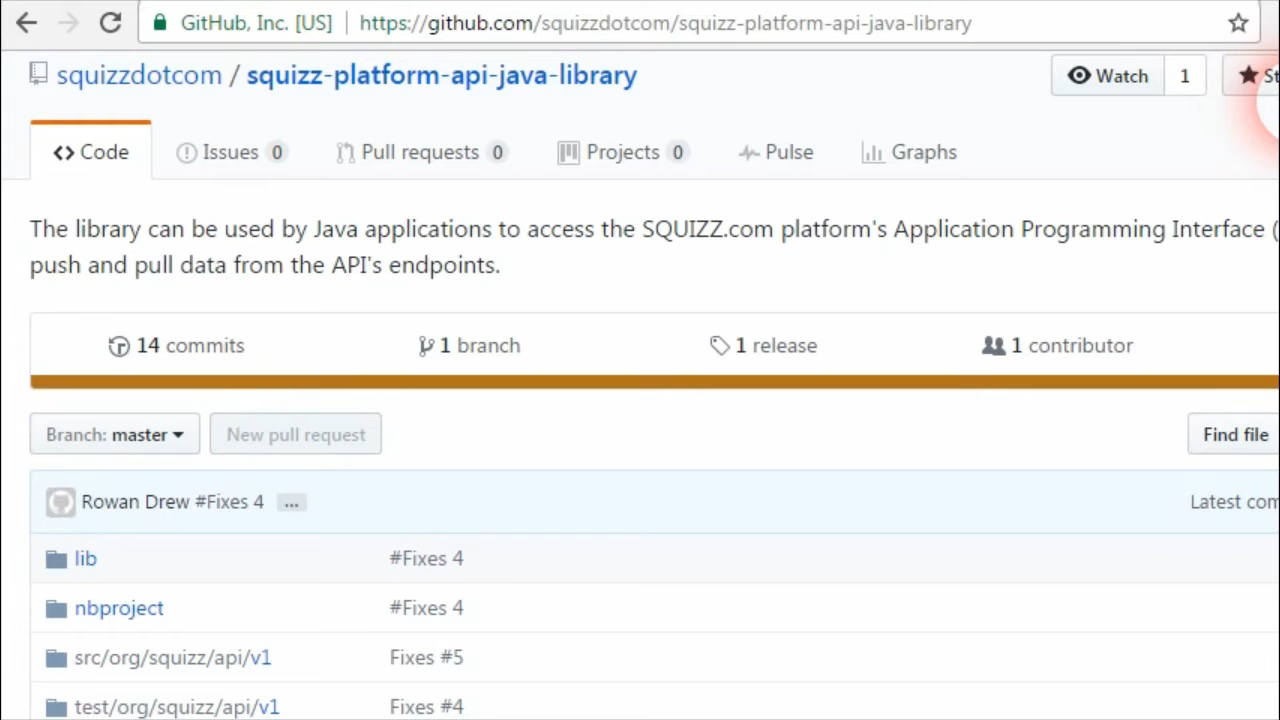 GitHub, Inc. [US] https://github.com/squizzdotcom/squizz-platform-api-java-library
squizzdotcom / squizz-platform-api-java-library Watch 1
Code Issues 0 Pull requests 0 Projects 0 Pulse Graphs
The library can be used by Java applications to access the SQUIZZ.com platform's Application Programming Interface (
push and pull data from the API's endpoints.
14 commits 1 branch 1 release 1 contributor
Branch: master New pull request Find file
Rowan Drew #Fixes 4 ... Latest
lib #Fixes 4
nbproject #Fixes 4
src/org/squizz/api/v1 Fixes #5
test/org/squizz/api/v1 Fixes #4